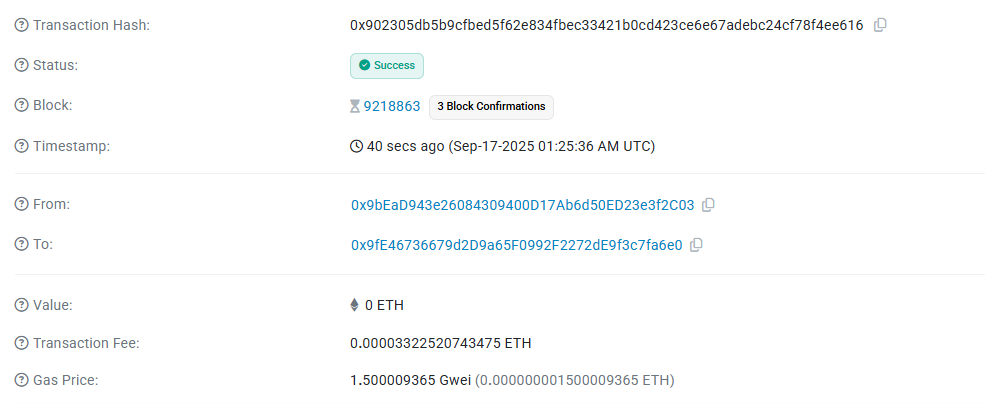 Transaction Hash: 0x902305db5b9cfbed5f62e834fbec33421b0cd423ce6e67adebc24cf78f4ee616
Status: Success
Block: 9218863 3 Block Confirmations
Timestamp: 40 secs ago (Sep-17-2025 01:25:36 AM UTC)
From: 0x9bEaD943e26084309400D17Ab6d50ED23e3f2C03
To: 0x9fE46736679d2D9a65F0992F2272dE9f3c7fa6e0
Value: 0 ETH
Transaction Fee: 0.00003322520743475 ETH
Gas Price: 1.500009365 Gwei (0.000000001500009365 ETH)